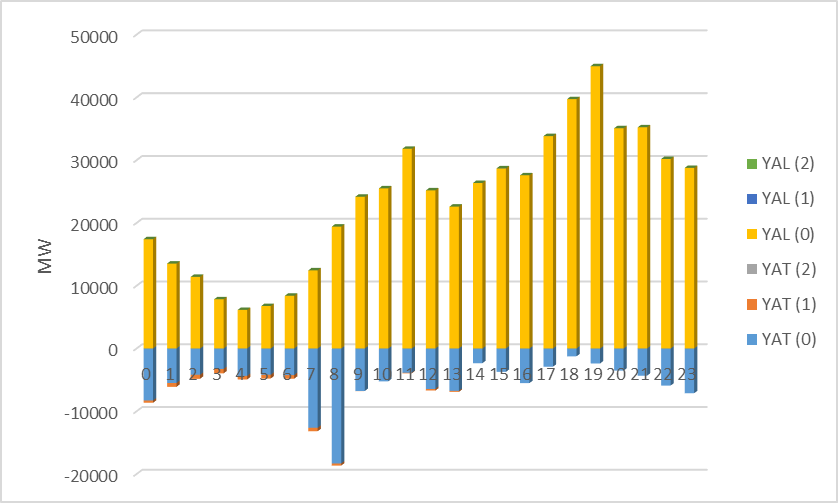 50000
40000
30000
20000
10000
0
-10000
-20000
MW
0 1 2 3 4 5 6 7 8 9 10 11 12 13 14 15 16 17 18 19 20 21 22 23
YAL (2)
YAL (1)
YAL (0)
YAT (2)
YAT (1)
YAT (0)